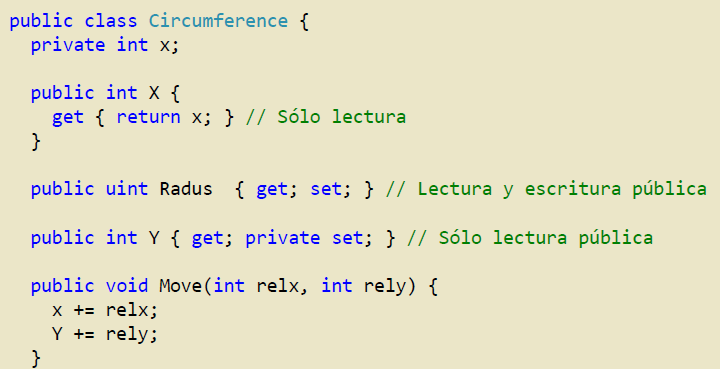 public class Circumference {
private int x;
public int X {
get { return x; } // Sólo lectura
}
public uint Radus  { get; set; } // Lectura y escritura pública
public int Y { get; private set; } // Sólo lectura pública
public void Move(int relx, int rely) {
x += relx;
Y += rely;
}